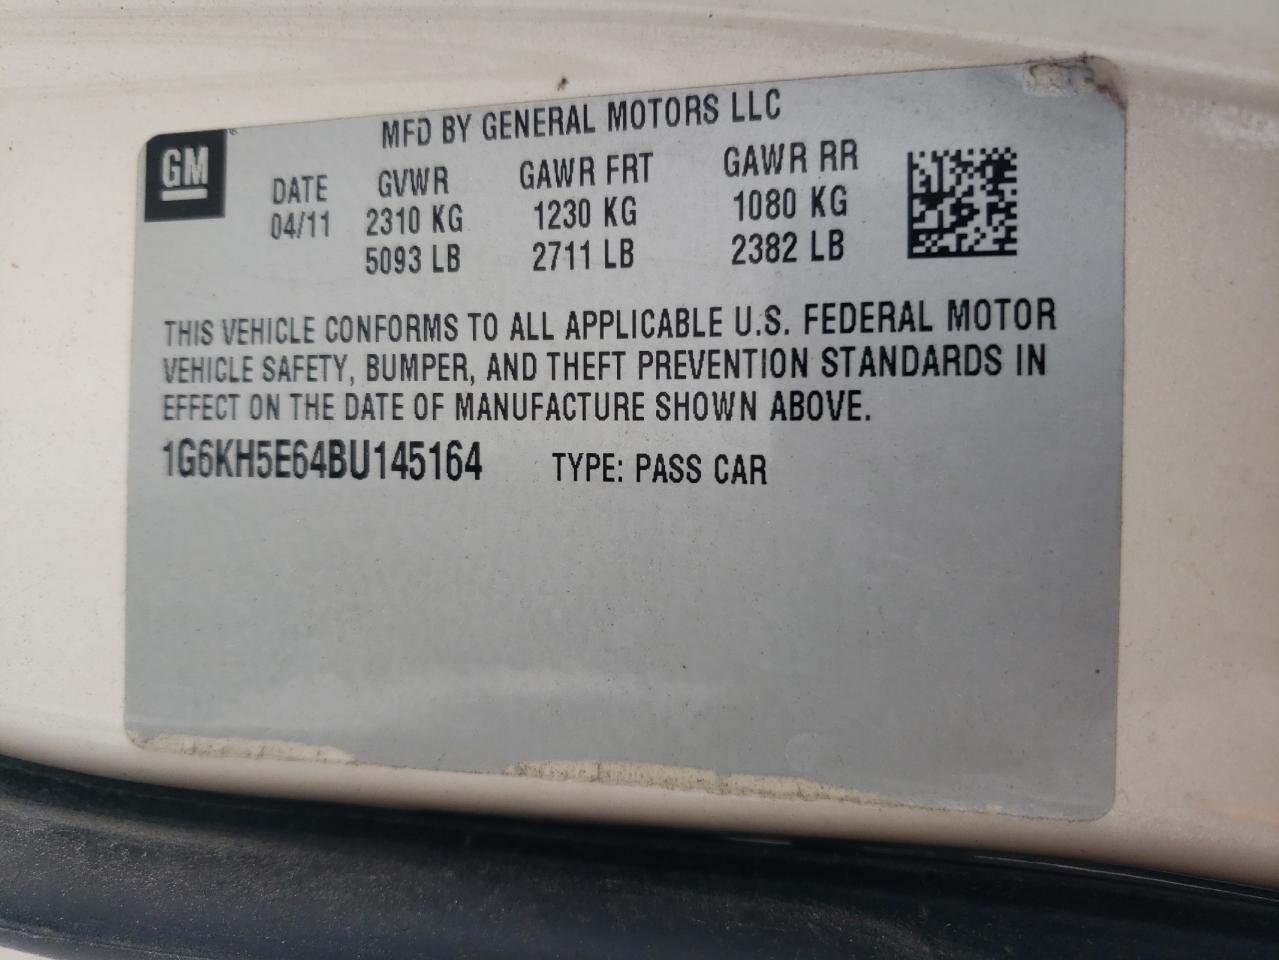 MFD BY GENERAL MOTORS LLC
GM
DATE GVWR GAWR FRT GAWR RR
04/11 2310 KG 1230 KG 1080 KG
5093 LB 2711 LB 2382 LB
THIS VEHICLE CONFORMS TO ALL APPLICABLE U.S. FEDERAL MOTOR
VEHICLE SAFETY, BUMPER, AND THEFT PREVENTION STANDARDS IN
EFFECT ON THE DATE OF MANUFACTURE SHOWN ABOVE.
1G6KH5E64BU145164 TYPE: PASS CAR